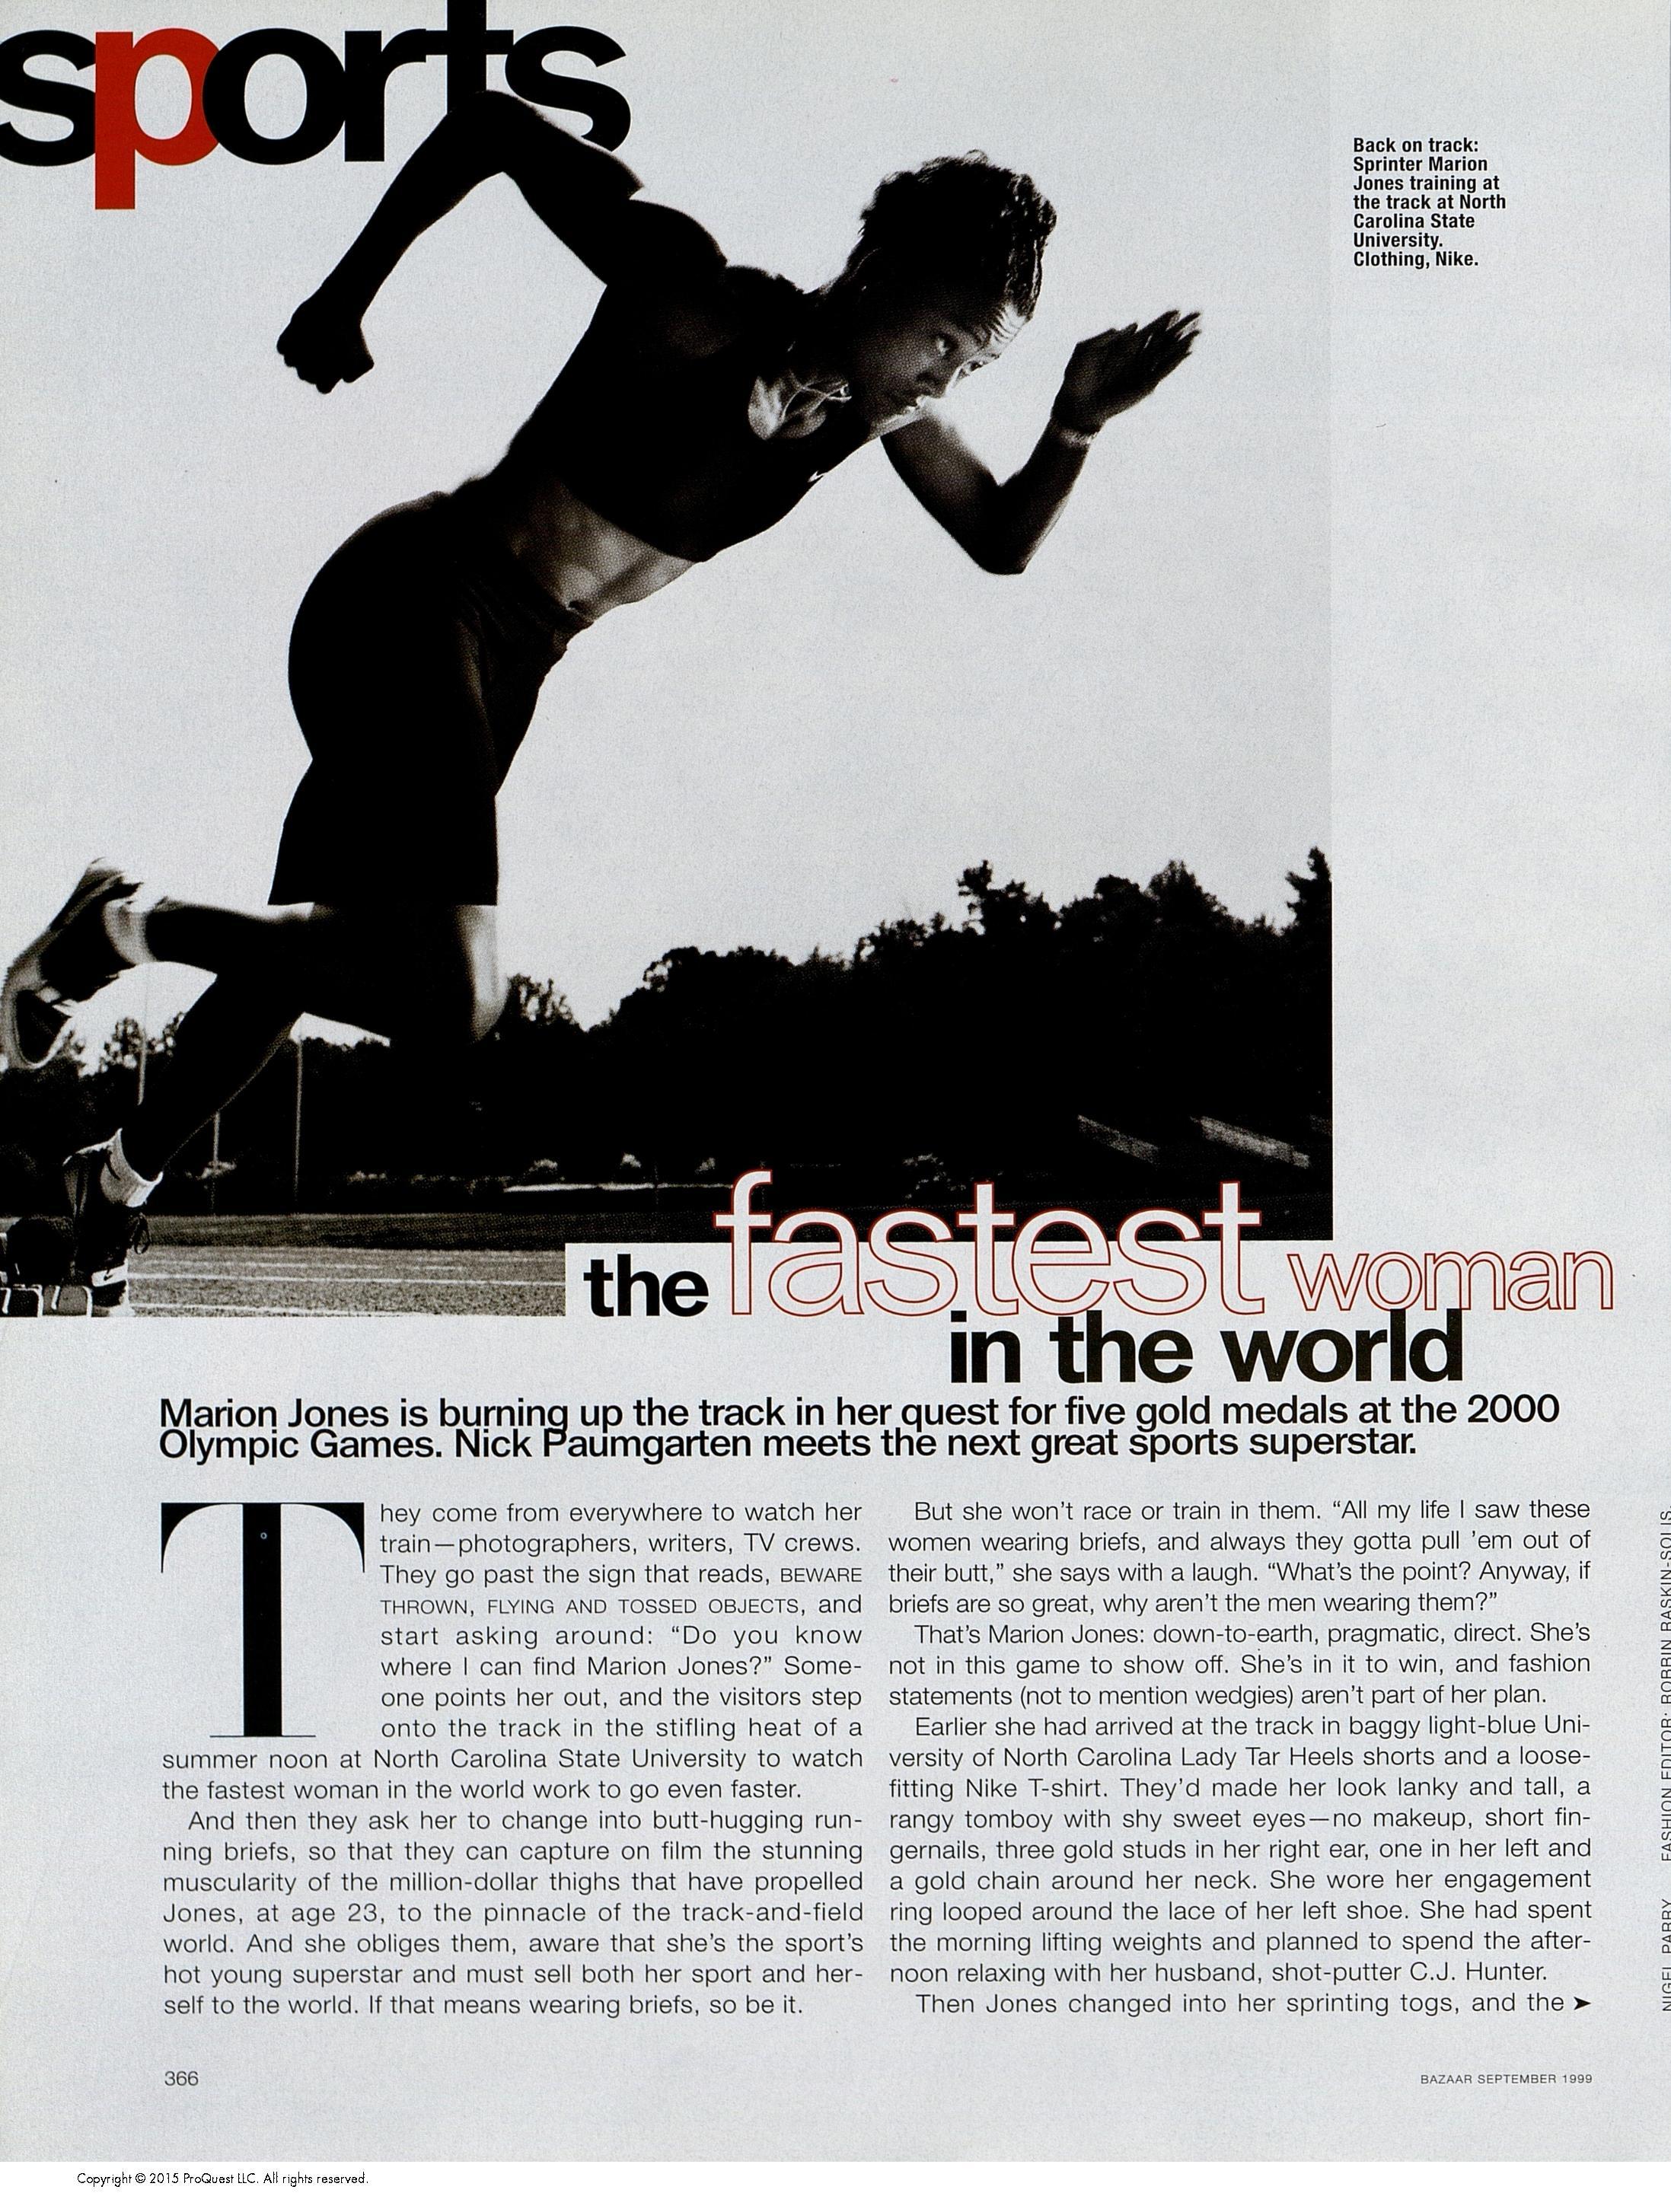 sports
Back on track:
Sprinter Marion
Jones training at
the track at North
Carolina State
University.
Clothing, Nike.
the fastest woman
in the world
Marion Jones is burning up the track in her quest for five gold medals at the 2000
Olympic Games. Nick Paumgarten meets the next great sports superstar.
They come from everywhere to watch her
train—photographers, writers, TV crews.
They go past the sign that reads, BEWARE
THROWN, FLYING AND TOSSED OBJECTS, and
start asking around: “Do you know
where I can find Marion Jones?” Some-
one points her out, and the visitors step
onto the track in the stifling heat of a
summer noon at North Carolina State University to watch
the fastest woman in the world work to go even faster.
And then they ask her to change into butt-hugging run-
ning briefs, so that they can capture on film the stunning
muscularity of the million-dollar thighs that have propelled
Jones, at age 23, to the pinnacle of the track-and-field
world. And she obliges them, aware that she’s the sport’s
hot young superstar and must sell both her sport and her-
self to the world. If that means wearing briefs, so be it.
But she won’t race or train in them. “All my life I saw these
women wearing briefs, and always they gotta pull ’em out of
their butt,” she says with a laugh. “What’s the point? Anyway, if
briefs are so great, why aren’t the men wearing them?”
That’s Marion Jones: down-to-earth, pragmatic, direct. She’s
not in this game to show off. She’s in it to win, and fashion
statements (not to mention wedgies) aren’t part of her plan.
Earlier she had arrived at the track in baggy light-blue Uni-
versity of North Carolina Lady Tar Heels shorts and a loose-
fitting Nike T-shirt. They’d made her look lanky and tall, a
rangy tomboy with shy sweet eyes—no makeup, short fin-
gernails, three gold studs in her right ear, one in her left and
a gold chain around her neck. She wore her engagement
ring looped around the lace of her left shoe. She had spent
the morning lifting weights and planned to spend the after-
noon relaxing with her husband, shot-putter C.J. Hunter.
Then Jones changed into her sprinting togs, and the ➤
NIGEL PARRY FASHION EDITOR: ROBBIN RASKIN-SOLIS.
366
BAZAAR SEPTEMBER 1999
Copyright © 2015 ProQuest LLC. All rights reserved.